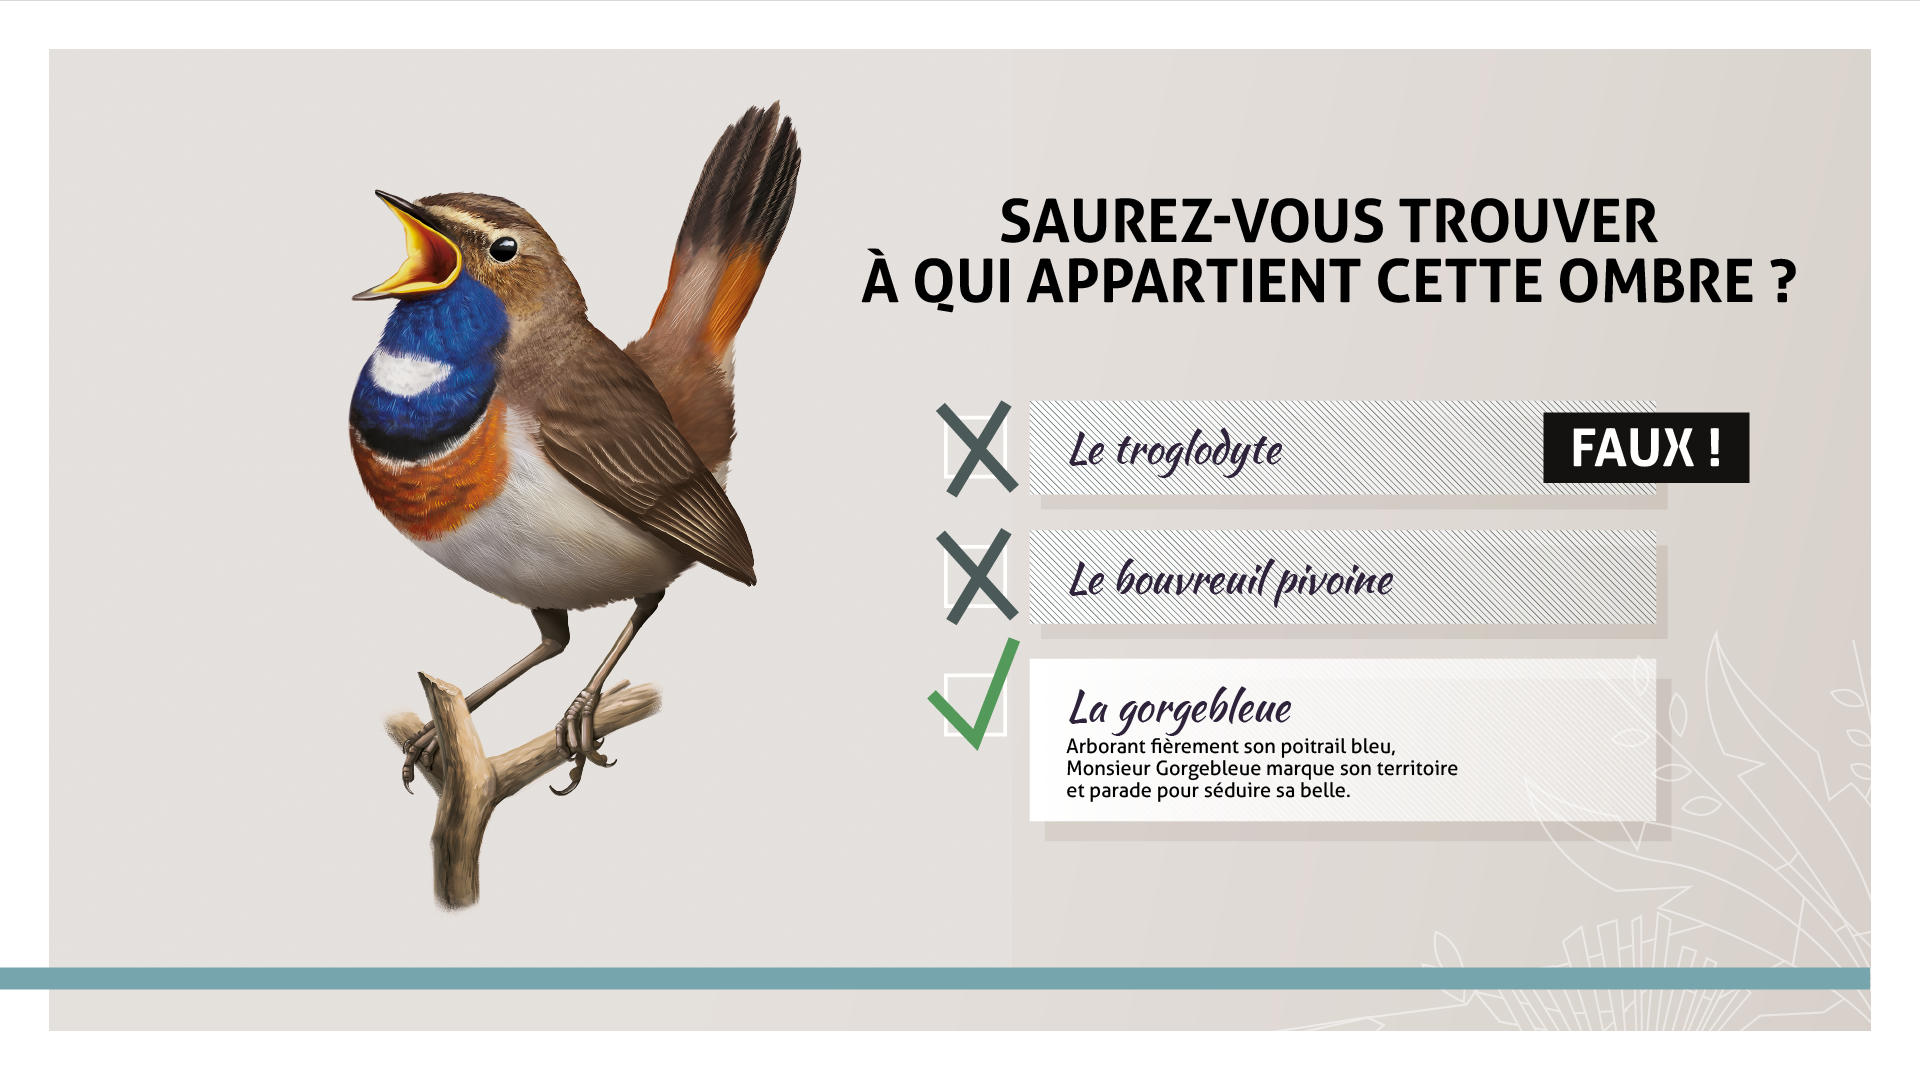 SAUREZ-VOUS TROUVER
À QUI APPARTIENT CETTE OMBRE ?
Le troglodyte
FAUX !
Le bouvreuil pivoine
La gorgebleue
Arborant fièrement son poitrail bleu,
Monsieur Gorgebleue marque son territoire
et parade pour séduire sa belle.